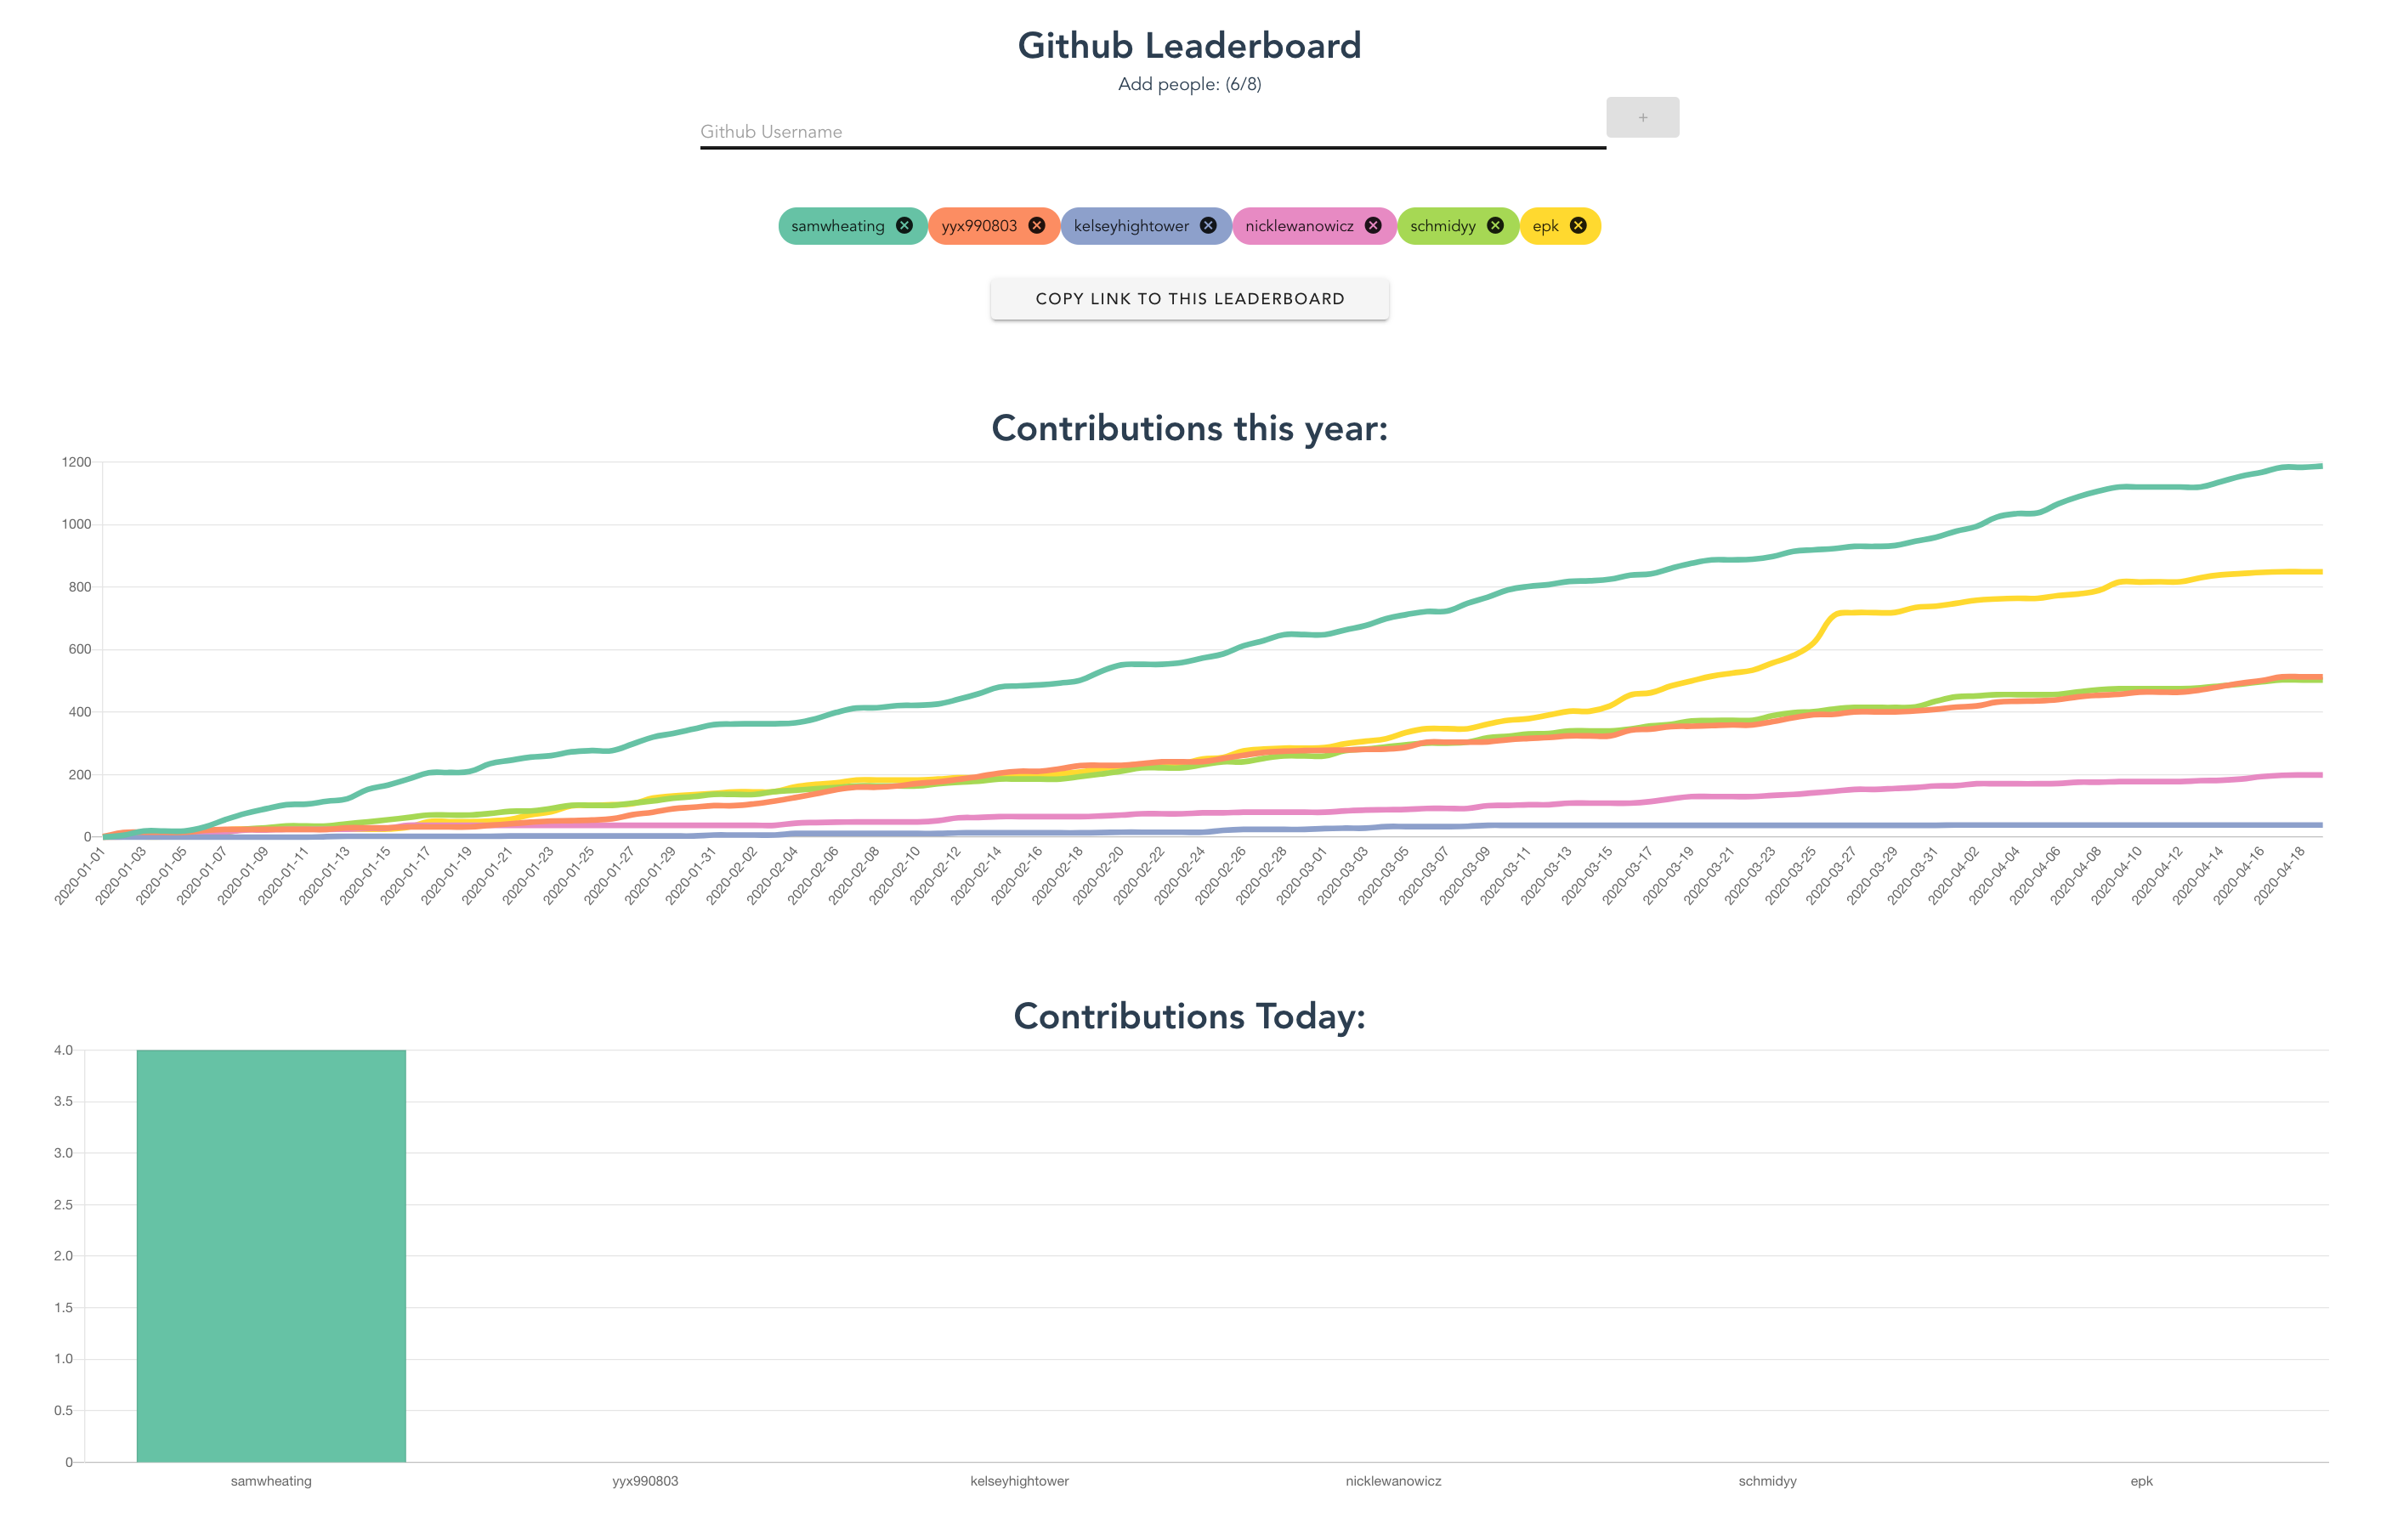 Github Leaderboard
Add people: (6/8)
Github Username
+
samwheating yyx990803 kelseyhightower nicklewanowicz schmidyy epk
COPY LINK TO THIS LEADERBOARD
Contributions this year:
1200
1000
800
600
400
200
0
2020-01-01 2020-01-03 2020-01-05 2020-01-07 2020-01-09 2020-01-11 2020-01-13 2020-01-15 2020-01-17 2020-01-19 2020-01-21 2020-01-23 2020-01-25 2020-01-27 2020-01-29 2020-01-31 2020-02-02 2020-02-04 2020-02-06 2020-02-08 2020-02-10 2020-02-12 2020-02-14 2020-02-16 2020-02-18 2020-02-20 2020-02-22 2020-02-24 2020-02-26 2020-02-28 2020-03-01 2020-03-03 2020-03-05 2020-03-07 2020-03-09 2020-03-11 2020-03-13 2020-03-15 2020-03-17 2020-03-19 2020-03-21 2020-03-23 2020-03-25 2020-03-27 2020-03-29 2020-03-31 2020-04-02 2020-04-04 2020-04-06 2020-04-08 2020-04-10 2020-04-12 2020-04-14 2020-04-16 2020-04-18
Contributions Today:
4.0
3.5
3.0
2.5
2.0
1.5
1.0
0.5
0
samwheating yyx990803 kelseyhightower nicklewanowicz schmidyy epk